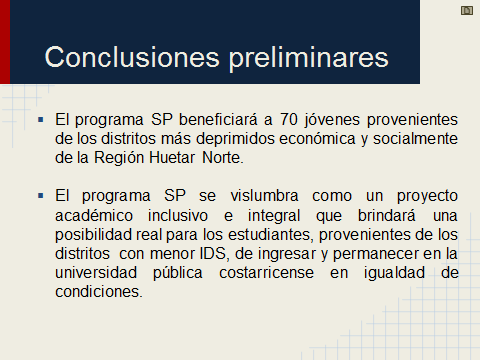 Conclusiones preliminares
▪ El programa SP beneficiará a 70 jóvenes provenientes
de los distritos más deprimidos económica y socialmente
de la Región Huetar Norte.
▪ El programa SP se vislumbra como un proyecto
académico inclusivo e integral que brindará una
posibilidad real para los estudiantes, provenientes de los
distritos con menor IDS, de ingresar y permanecer en la
universidad pública costarricense en igualdad de
condiciones.